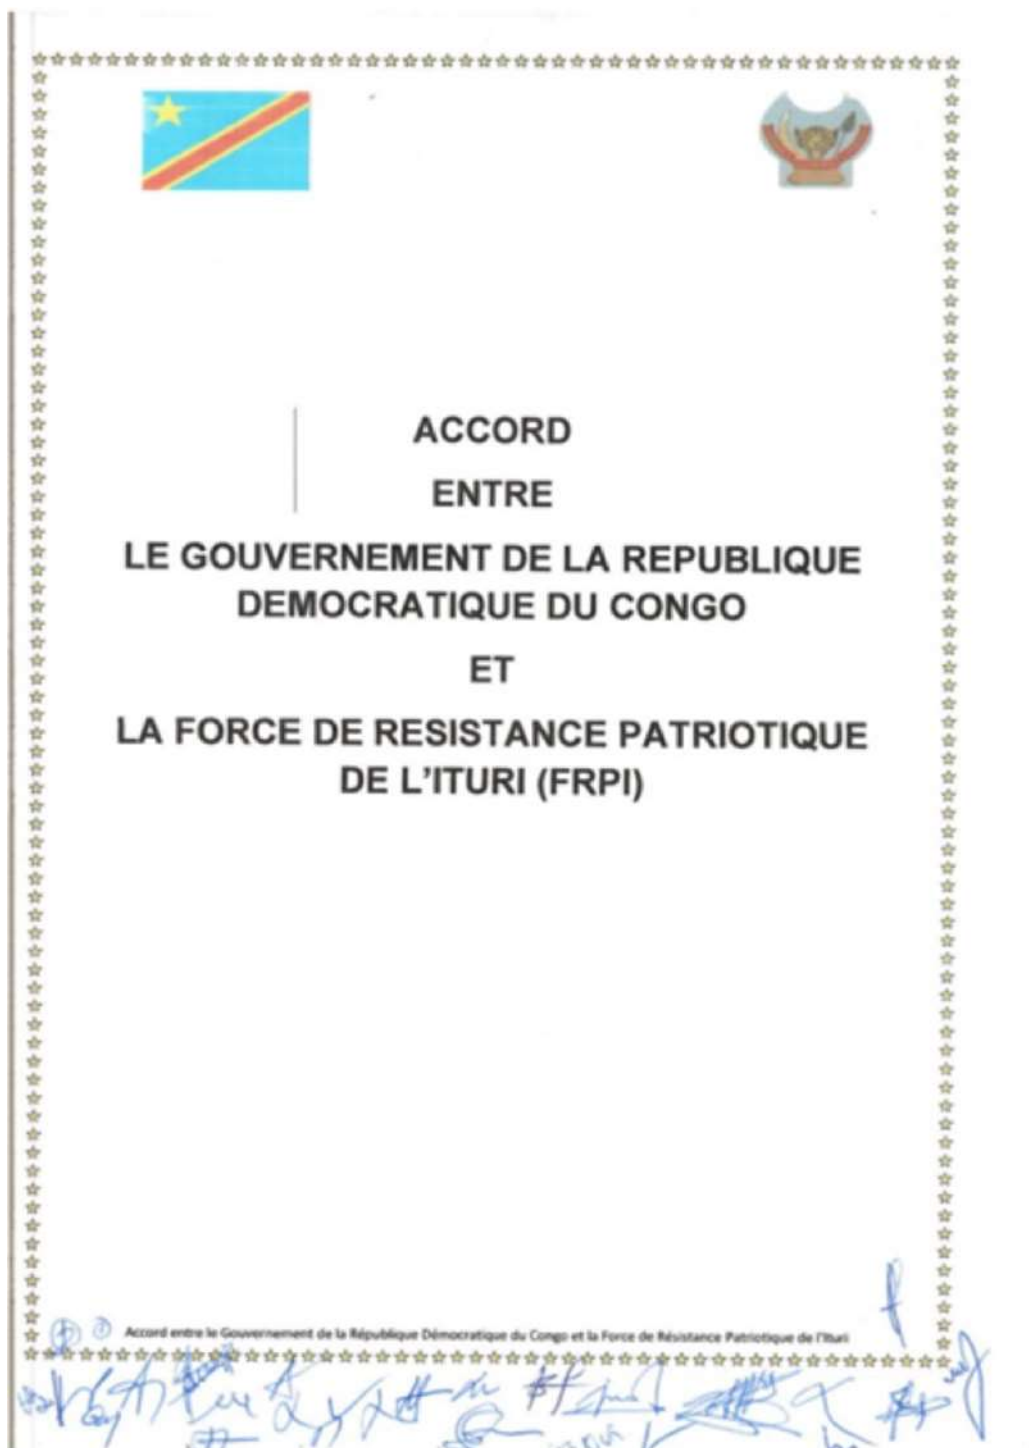 ACCORD
ENTRE
LE GOUVERNEMENT DE LA REPUBLIQUE
DEMOCRATIQUE DU CONGO
ET
LA FORCE DE RESISTANCE PATRIOTIQUE
DE L'ITURI (FRPI)
Accord entre le Gouvernement de la République Démocratique du Congo et la Force de Résistance Patriotique de l'Ituri